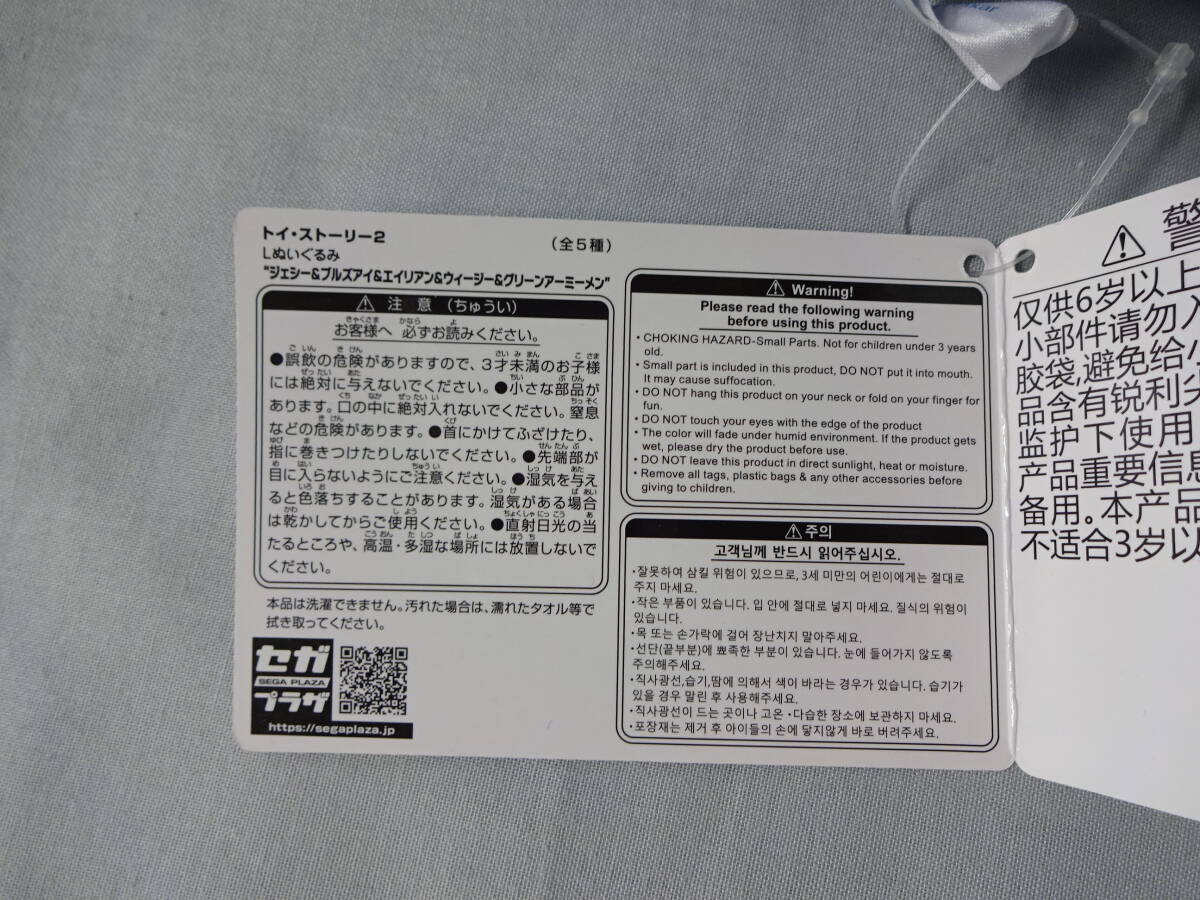 トイ・ストーリー2
Lぬいぐるみ
（全5種）
"ジェシー&ブルズアイ&エイリアン&ウィージー&グリーンアーミーメン"
⚠ 注 意 （ちゅうい）
お客様へ 必ずお読みください。
●誤飲の危険がありますので、3才未満のお子様
には絶対に与えないでください。●小さな部品が
あります。口の中に絶対入れないでください。窒息
などの危険があります。●首にかけてふざけたり、
指に巻きつけたりしないでください。●先端部が
目に入らないようにご注意ください。●湿気を与え
ると色落ちすることがあります。湿気がある場合
は乾かしてからご使用ください。●直射日光の当
たるところや、高温・多湿な場所には放置しないで
ください。
本品は洗濯できません。汚れた場合は、濡れたタオル等で
拭き取ってください。
セガ
SEGA PLAZA
プラザ
https://segaplaza.jp
⚠ Warning!
Please read the following warning
before using this product.
• CHOKING HAZARD-Small Parts. Not for children under 3 years
old.
• Small part is included in this product, DO NOT put it into mouth.
It may cause suffocation.
• DO NOT hang this product on your neck or fold on your finger for
fun.
• DO NOT touch your eyes with the edge of the product
• The color will fade under humid environment. If the product gets
wet, please dry the product before use.
• DO NOT leave this product in direct sunlight, heat or moisture.
• Remove all tags, plastic bags & any other accessories before
giving to children.
⚠주의
고객님께 반드시 읽어주십시오.
・잘못하여 삼킬 위험이 있으므로, 3세 미만의 어린이에게는 절대로
주지 마세요.
・작은 부품이 있습니다. 입 안에 절대로 넣지 마세요. 질식의 위험이
있습니다.
・목 또는 손가락에 걸어 장난치지 말아주세요.
・선단(끝부분)에 뾰족한 부분이 있습니다. 눈에 들어가지 않도록
주의해주세요.
・직사광선,습기,땀에 의해서 색이 바라는 경우가 있습니다. 습기가
있을 경우 말린 후 사용해주세요.
・직사광선이 드는 곳이나 고온・다습한 장소에 보관하지 마세요.
・포장재는 제거 후 아이들의 손에 닿지않게 바로 버려주세요.
⚠ 警
仅供6岁以上
小部件请勿入
胶袋,避免给小
品含有锐利尖
监护下使用
产品重要信息
备用。本产品
不适合3岁以